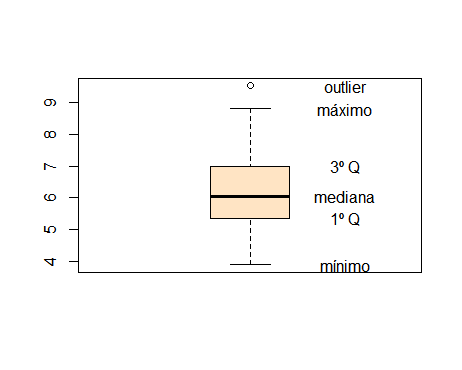 outlier
máximo
3º Q
mediana
1º Q
mínimo
9
8
7
6
5
4